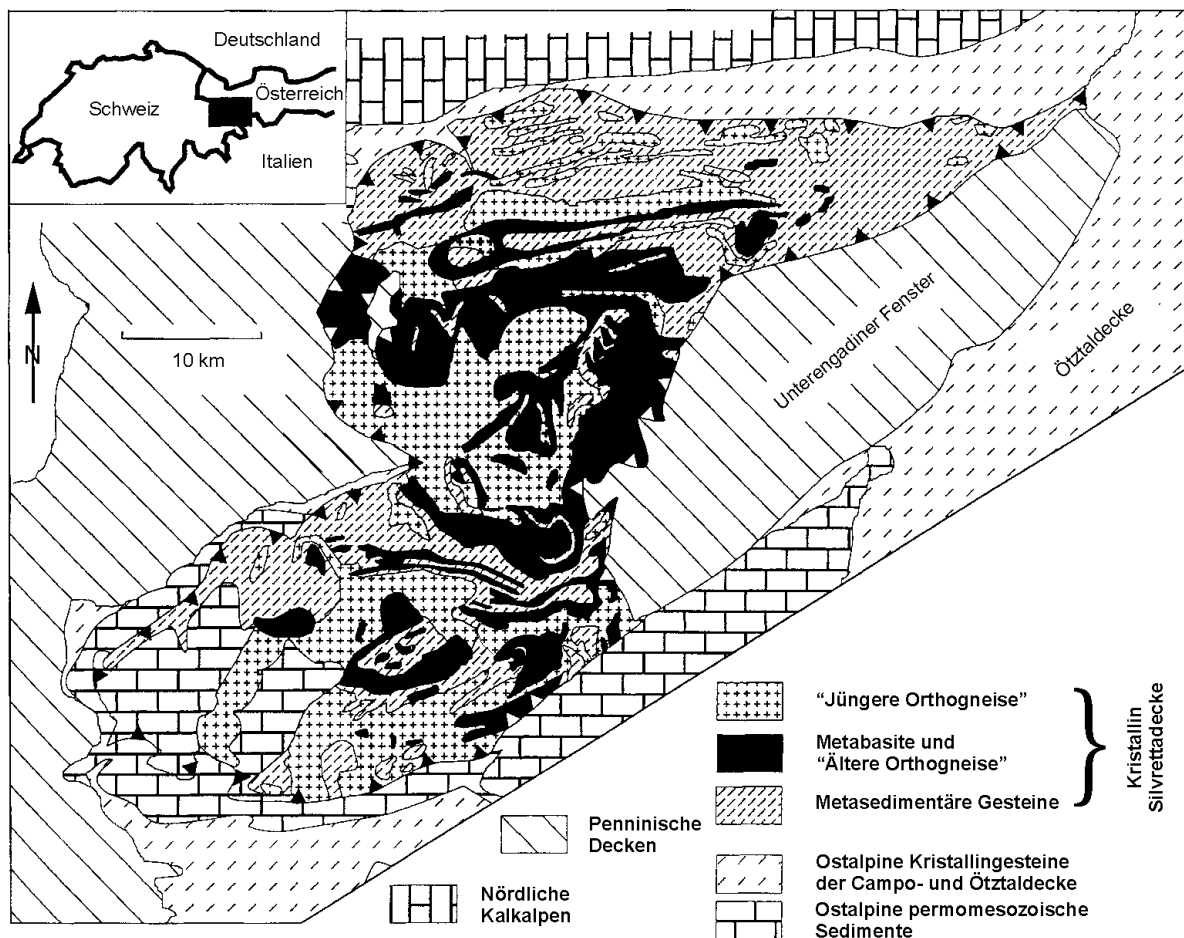 Deutschland
Schweiz
Österreich
Italien
N
10 km
Unterengadiner Fenster
Ötztaldecke
“Jüngere Orthogneise”
Metabasite und
“Ältere Orthogneise”
Metasedimentäre Gesteine
Kristallin
Silvrettadecke
Penninische
Decken
Nördliche
Kalkalpen
Ostalpine Kristallingesteine
der Campo- und Ötztaldecke
Ostalpine permomesozoische
Sedimente